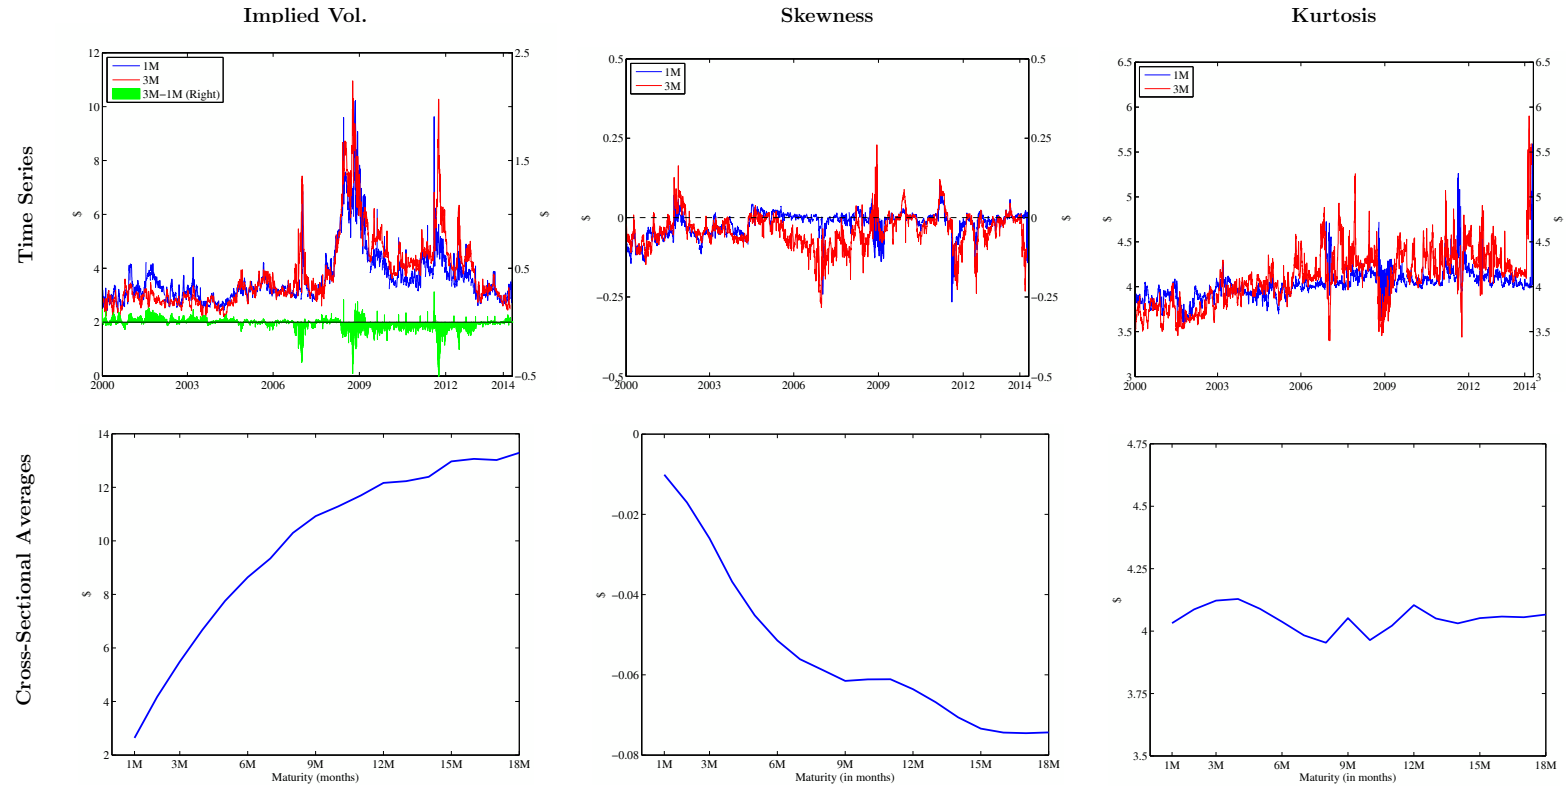 Implied Vol.
Skewness
Kurtosis
Time Series
12
10
8
6
4
2
0
2.5
1.5
0.5
−0.5
$
$
1M
3M
3M−1M (Right)
2000
2003
2006
2009
2012
2014
0.5
0.25
0
−0.25
−0.5
0.5
0.25
0
−0.25
−0.5
$
$
1M
3M
2000
2003
2006
2009
2012
2014
6.5
6
5.5
5
4.5
4
3.5
3
6.5
6
5.5
5
4.5
4
3.5
3
$
$
1M
3M
2000
2003
2006
2009
2012
2014
Cross-Sectional Averages
14
12
10
8
6
4
2
$
1M
3M
6M
9M
12M
15M
18M
Maturity (months)
0
−0.02
−0.04
−0.06
−0.08
$
1M
3M
6M
9M
12M
15M
18M
Maturity (in months)
4.75
4.5
4.25
4
3.75
3.5
$
1M
3M
6M
9M
12M
15M
18M
Maturity (in months)